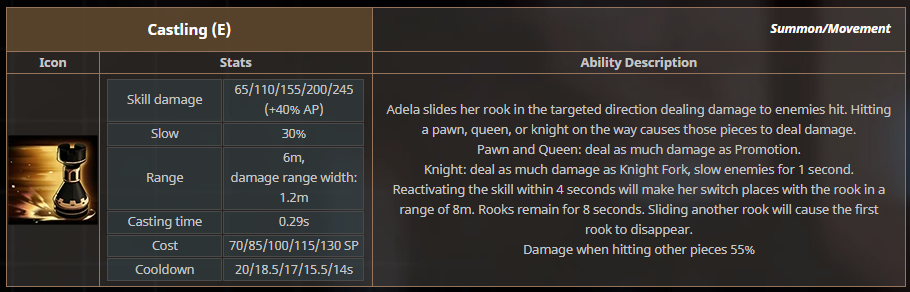 Castling (E)
Summon/Movement
Icon
Stats
Ability Description
Skill damage
65/110/155/200/245
(+40% AP)
Slow
30%
Range
6m,
damage range width:
1.2m
Casting time
0.29s
Cost
70/85/100/115/130 SP
Cooldown
20/18.5/17/15.5/14s
Adela slides her rook in the targeted direction dealing damage to enemies hit. Hitting
a pawn, queen, or knight on the way causes those pieces to deal damage.
Pawn and Queen: deal as much damage as Promotion.
Knight: deal as much damage as Knight Fork, slow enemies for 1 second.
Reactivating the skill within 4 seconds will make her switch places with the rook in a
range of 8m. Rooks remain for 8 seconds. Sliding another rook will cause the first
rook to disappear.
Damage when hitting other pieces 55%